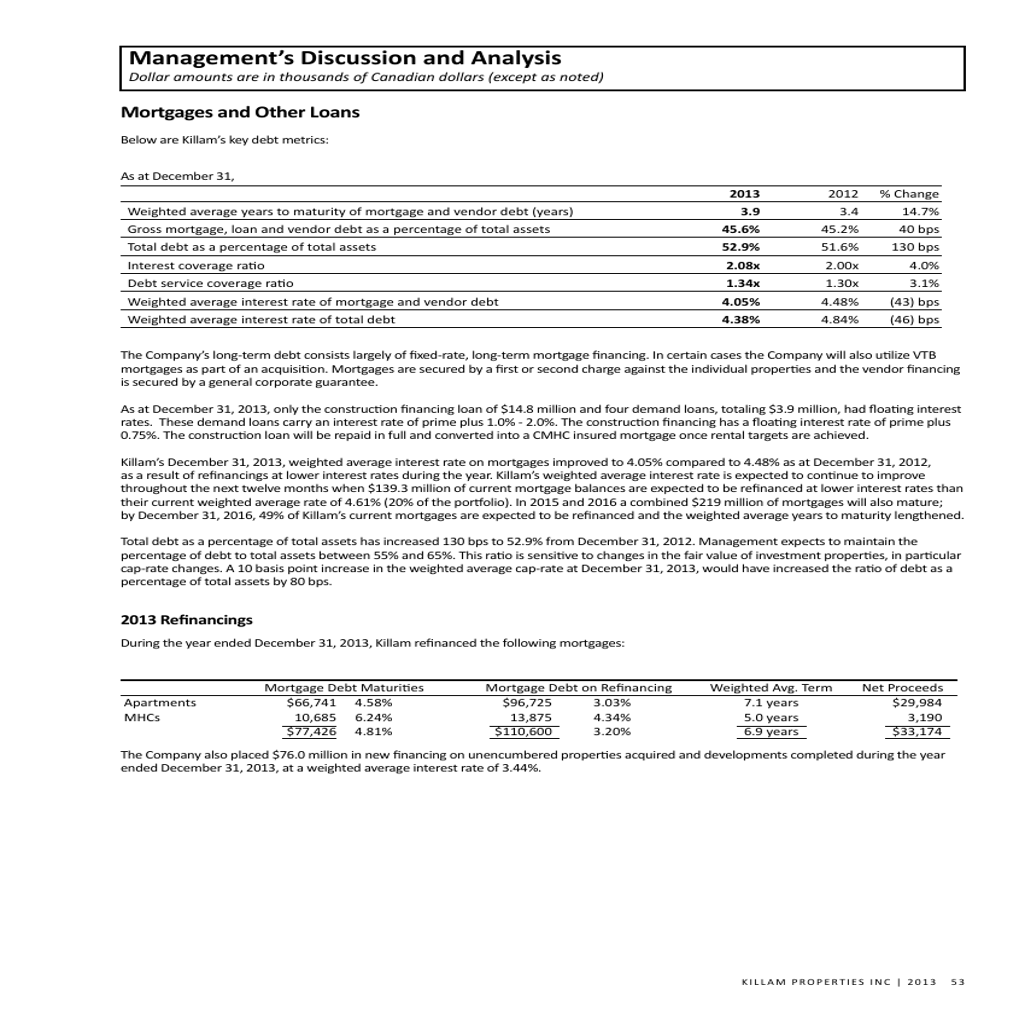 Management's Discussion and Analysis
Dollar amounts are in thousands of Canadian dollars (except as noted)
Mortgages and Other Loans
Below are Killam's key debt metrics:
As at December 31,
2013 2012 % Change
Weighted average years to maturity of mortgage and vendor debt (years) 3.9 3.4 14.7%
Gross mortgage, loan and vendor debt as a percentage of total assets 45.6% 45.2% 40 bps
Total debt as a percentage of total assets 52.9% 51.6% 130 bps
Interest coverage ratio 2.08x 2.00x 4.0%
Debt service coverage ratio 1.34x 1.30x 3.1%
Weighted average interest rate of mortgage and vendor debt 4.05% 4.48% (43) bps
Weighted average interest rate of total debt 4.38% 4.84% (46) bps
The Company's long-term debt consists largely of fixed-rate, long-term mortgage financing. In certain cases the Company will also utilize VTB
mortgages as part of an acquisition. Mortgages are secured by a first or second charge against the individual properties and the vendor financing
is secured by a general corporate guarantee.
As at December 31, 2013, only the construction financing loan of $14.8 million and four demand loans, totaling $3.9 million, had floating interest
rates. These demand loans carry an interest rate of prime plus 1.0% - 2.0%. The construction financing has a floating interest rate of prime plus
0.75%. The construction loan will be repaid in full and converted into a CMHC insured mortgage once rental targets are achieved.
Killam's December 31, 2013, weighted average interest rate on mortgages improved to 4.05% compared to 4.48% as at December 31, 2012,
as a result of refinancings at lower interest rates during the year. Killam's weighted average interest rate is expected to continue to improve
throughout the next twelve months when $139.3 million of current mortgage balances are expected to be refinanced at lower interest rates than
their current weighted average rate of 4.61% (20% of the portfolio). In 2015 and 2016 a combined $219 million of mortgages will also mature;
by December 31, 2016, 49% of Killam's current mortgages are expected to be refinanced and the weighted average years to maturity lengthened.
Total debt as a percentage of total assets has increased 130 bps to 52.9% from December 31, 2012. Management expects to maintain the
percentage of debt to total assets between 55% and 65%. This ratio is sensitive to changes in the fair value of investment properties, in particular
cap-rate changes. A 10 basis point increase in the weighted average cap-rate at December 31, 2013, would have increased the ratio of debt as a
percentage of total assets by 80 bps.
2013 Refinancings
During the year ended December 31, 2013, Killam refinanced the following mortgages:
Mortgage Debt Maturities Mortgage Debt on Refinancing Weighted Avg. Term Net Proceeds
Apartments $66,741 4.58% $96,725 3.03% 7.1 years $29,984
MHCs 10,685 6.24% 13,875 4.34% 5.0 years 3,190
$77,426 4.81% $110,600 3.20% 6.9 years $33,174
The Company also placed $76.0 million in new financing on unencumbered properties acquired and developments completed during the year
ended December 31, 2013, at a weighted average interest rate of 3.44%.
KILLAM PROPERTIES INC | 2013 53